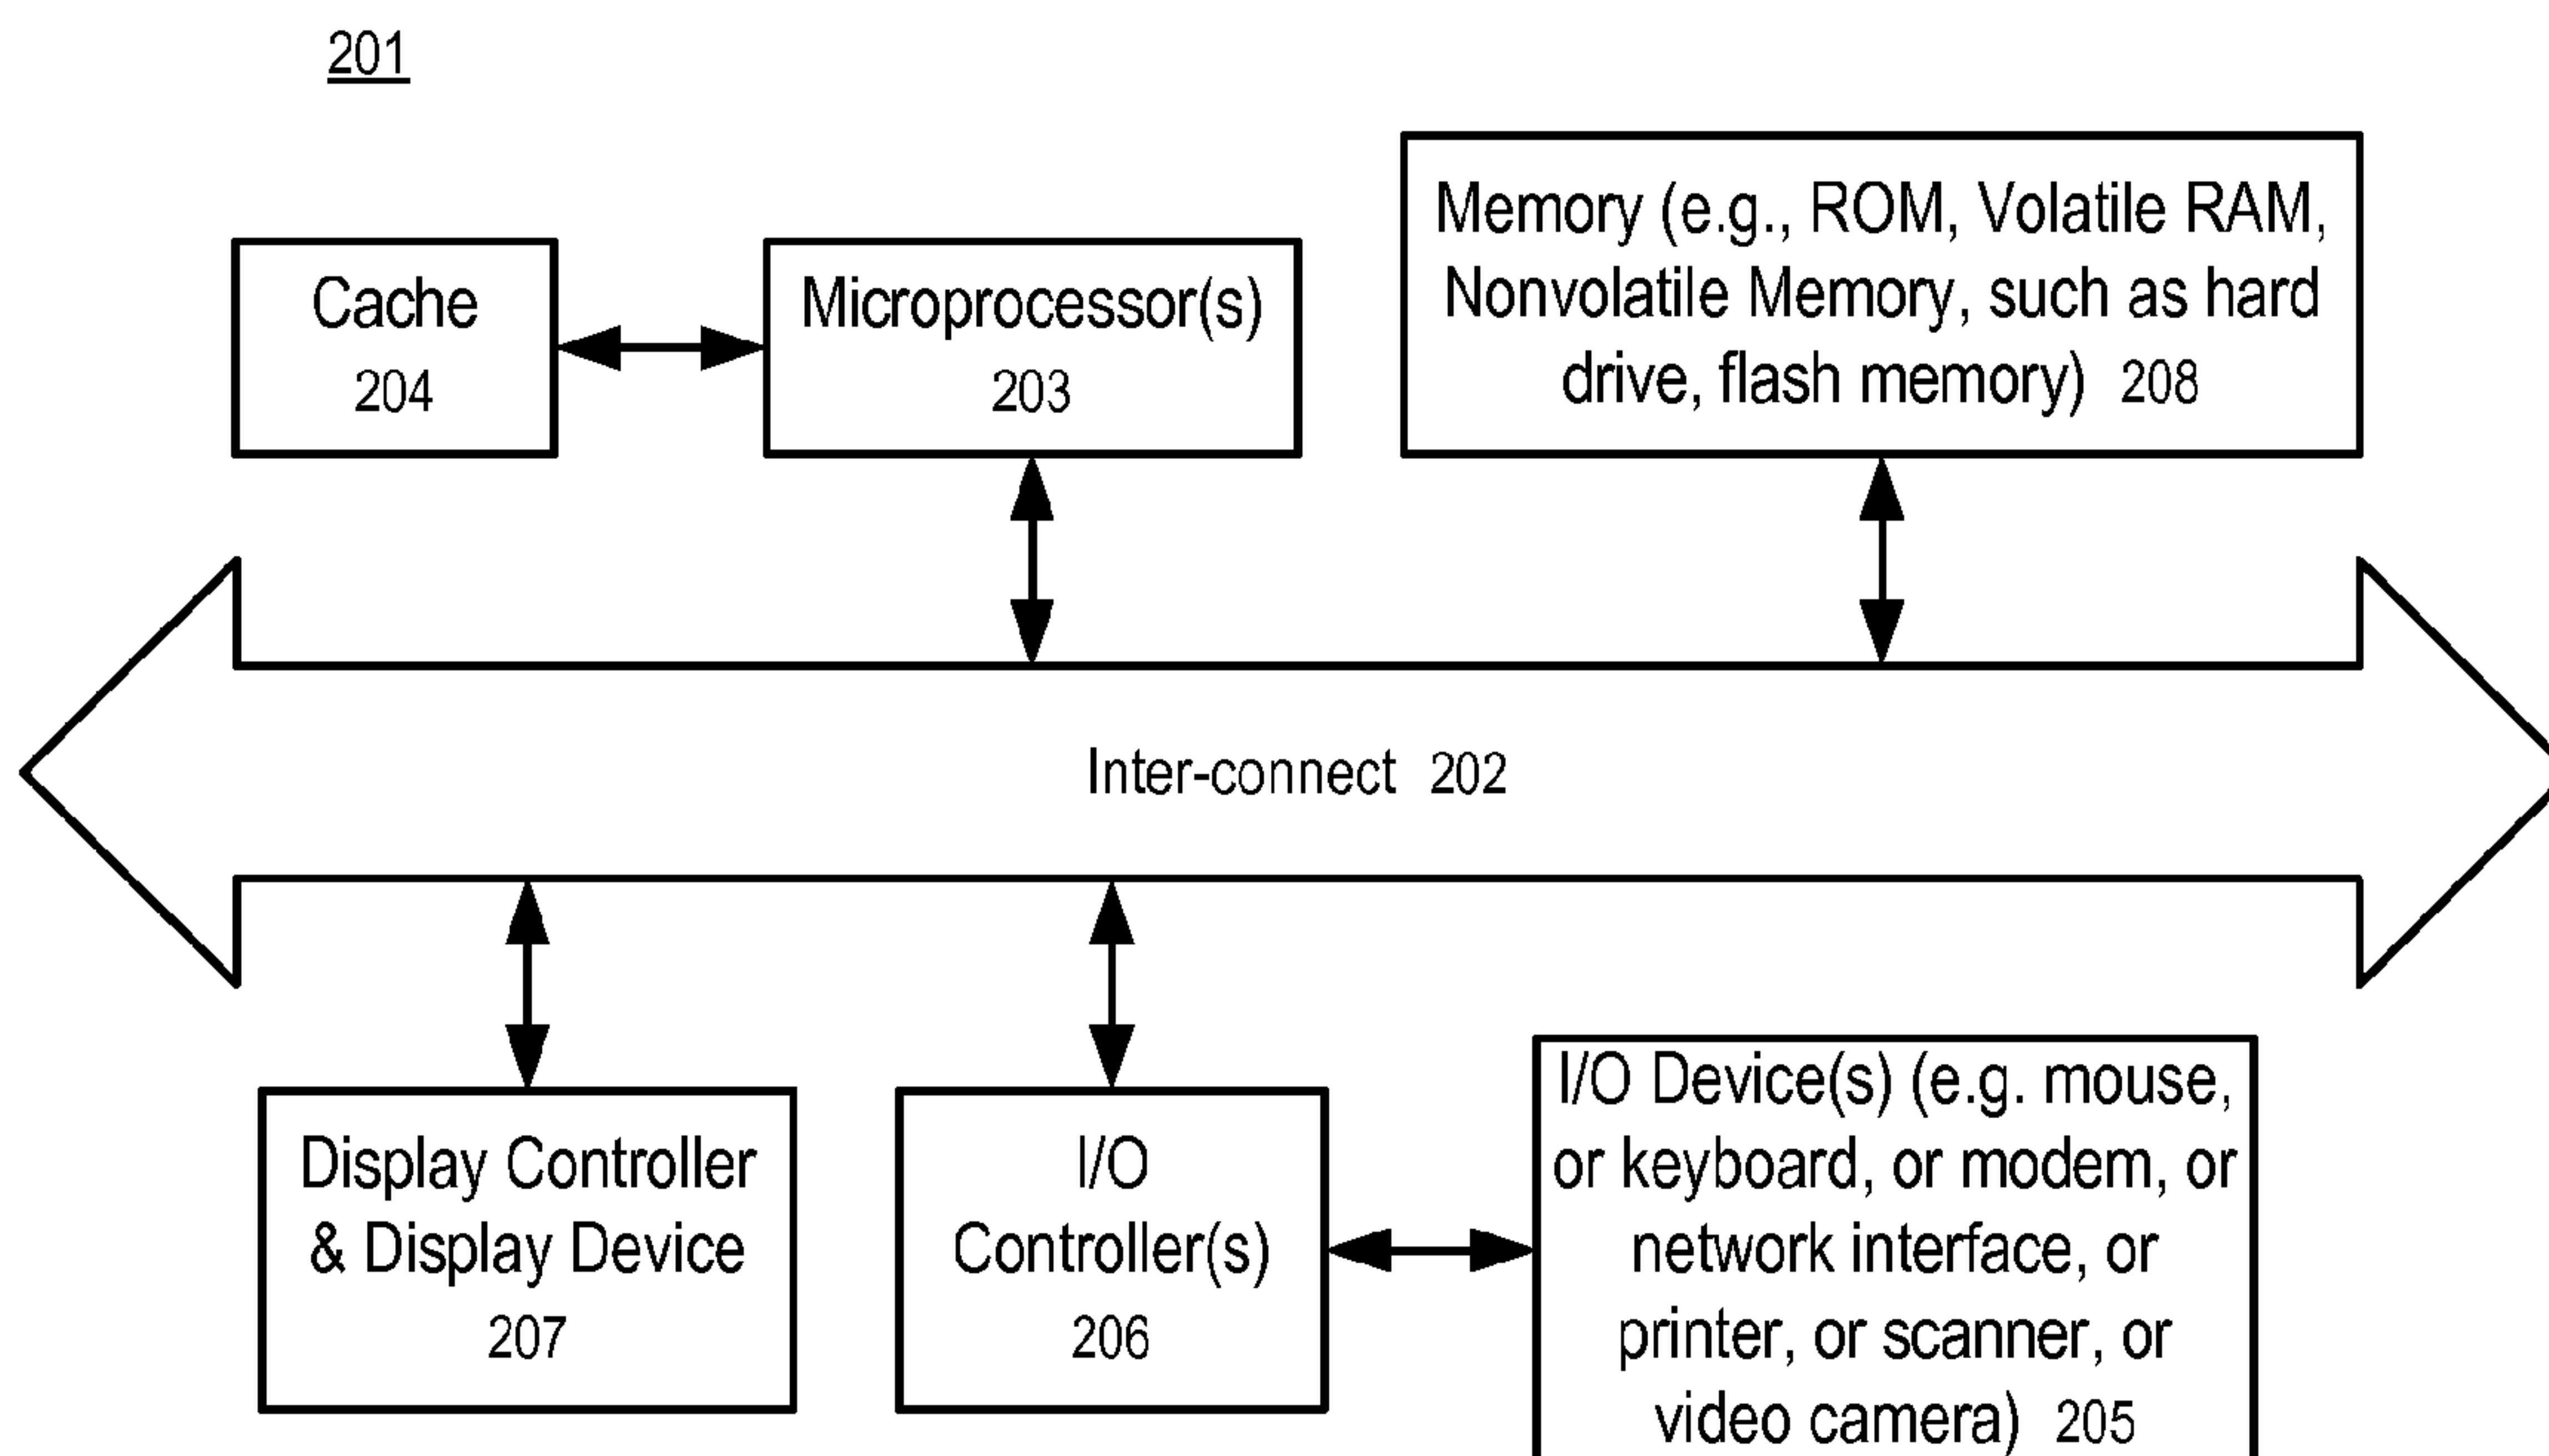 201
Cache
204
Microprocessor(s)
203
Memory (e.g., ROM, Volatile RAM,
Nonvolatile Memory, such as hard
drive, flash memory) 208
Inter-connect 202
Display Controller
& Display Device
207
I/O
Controller(s)
206
I/O Device(s) (e.g. mouse,
or keyboard, or modem, or
network interface, or
printer, or scanner, or
video camera) 205